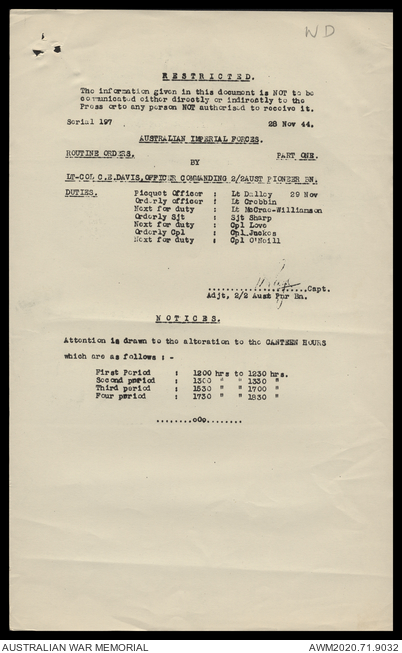 WD
RESTRICTED.
The information given in this document is NOT to be
communicated either directly or indirectly to the
Press orto any person NOT authorised to receive it.
Serial 197 28 Nov 44.
AUSTRALIAN IMPERIAL FORCES.
ROUTINE ORDERS. PART ONE.
BY
LT-COL C.E.DAVIS, OFFICER COMMANDING 2/2AUST PIONEER BN.
DUTIES. Picquet Officer : Lt Dalley 29 Nov
Orderly officer : Lt Crebbin
Next for duty : Lt McCrae-Williamson
Orderly Sjt : Sjt Sharp
Next for duty : Cpl Love
Orderly Cpl : Cpl Jackes
Next for duty : Cpl O'Neill
Capt.
Adjt, 2/2 Aust Pnr Bn.
NOTICES.
Attention is drawn to the alteration to the CANTEEN HOURS
which are as follows : -
First Period : 1200 hrs to 1230 hrs.
Second period : 1300 " " 1330 "
Third period : 1530 " " 1700 "
Four period : 1730 " " 1830 "
........oOo........
AUSTRALIAN WAR MEMORIAL AWM2020.71.9032